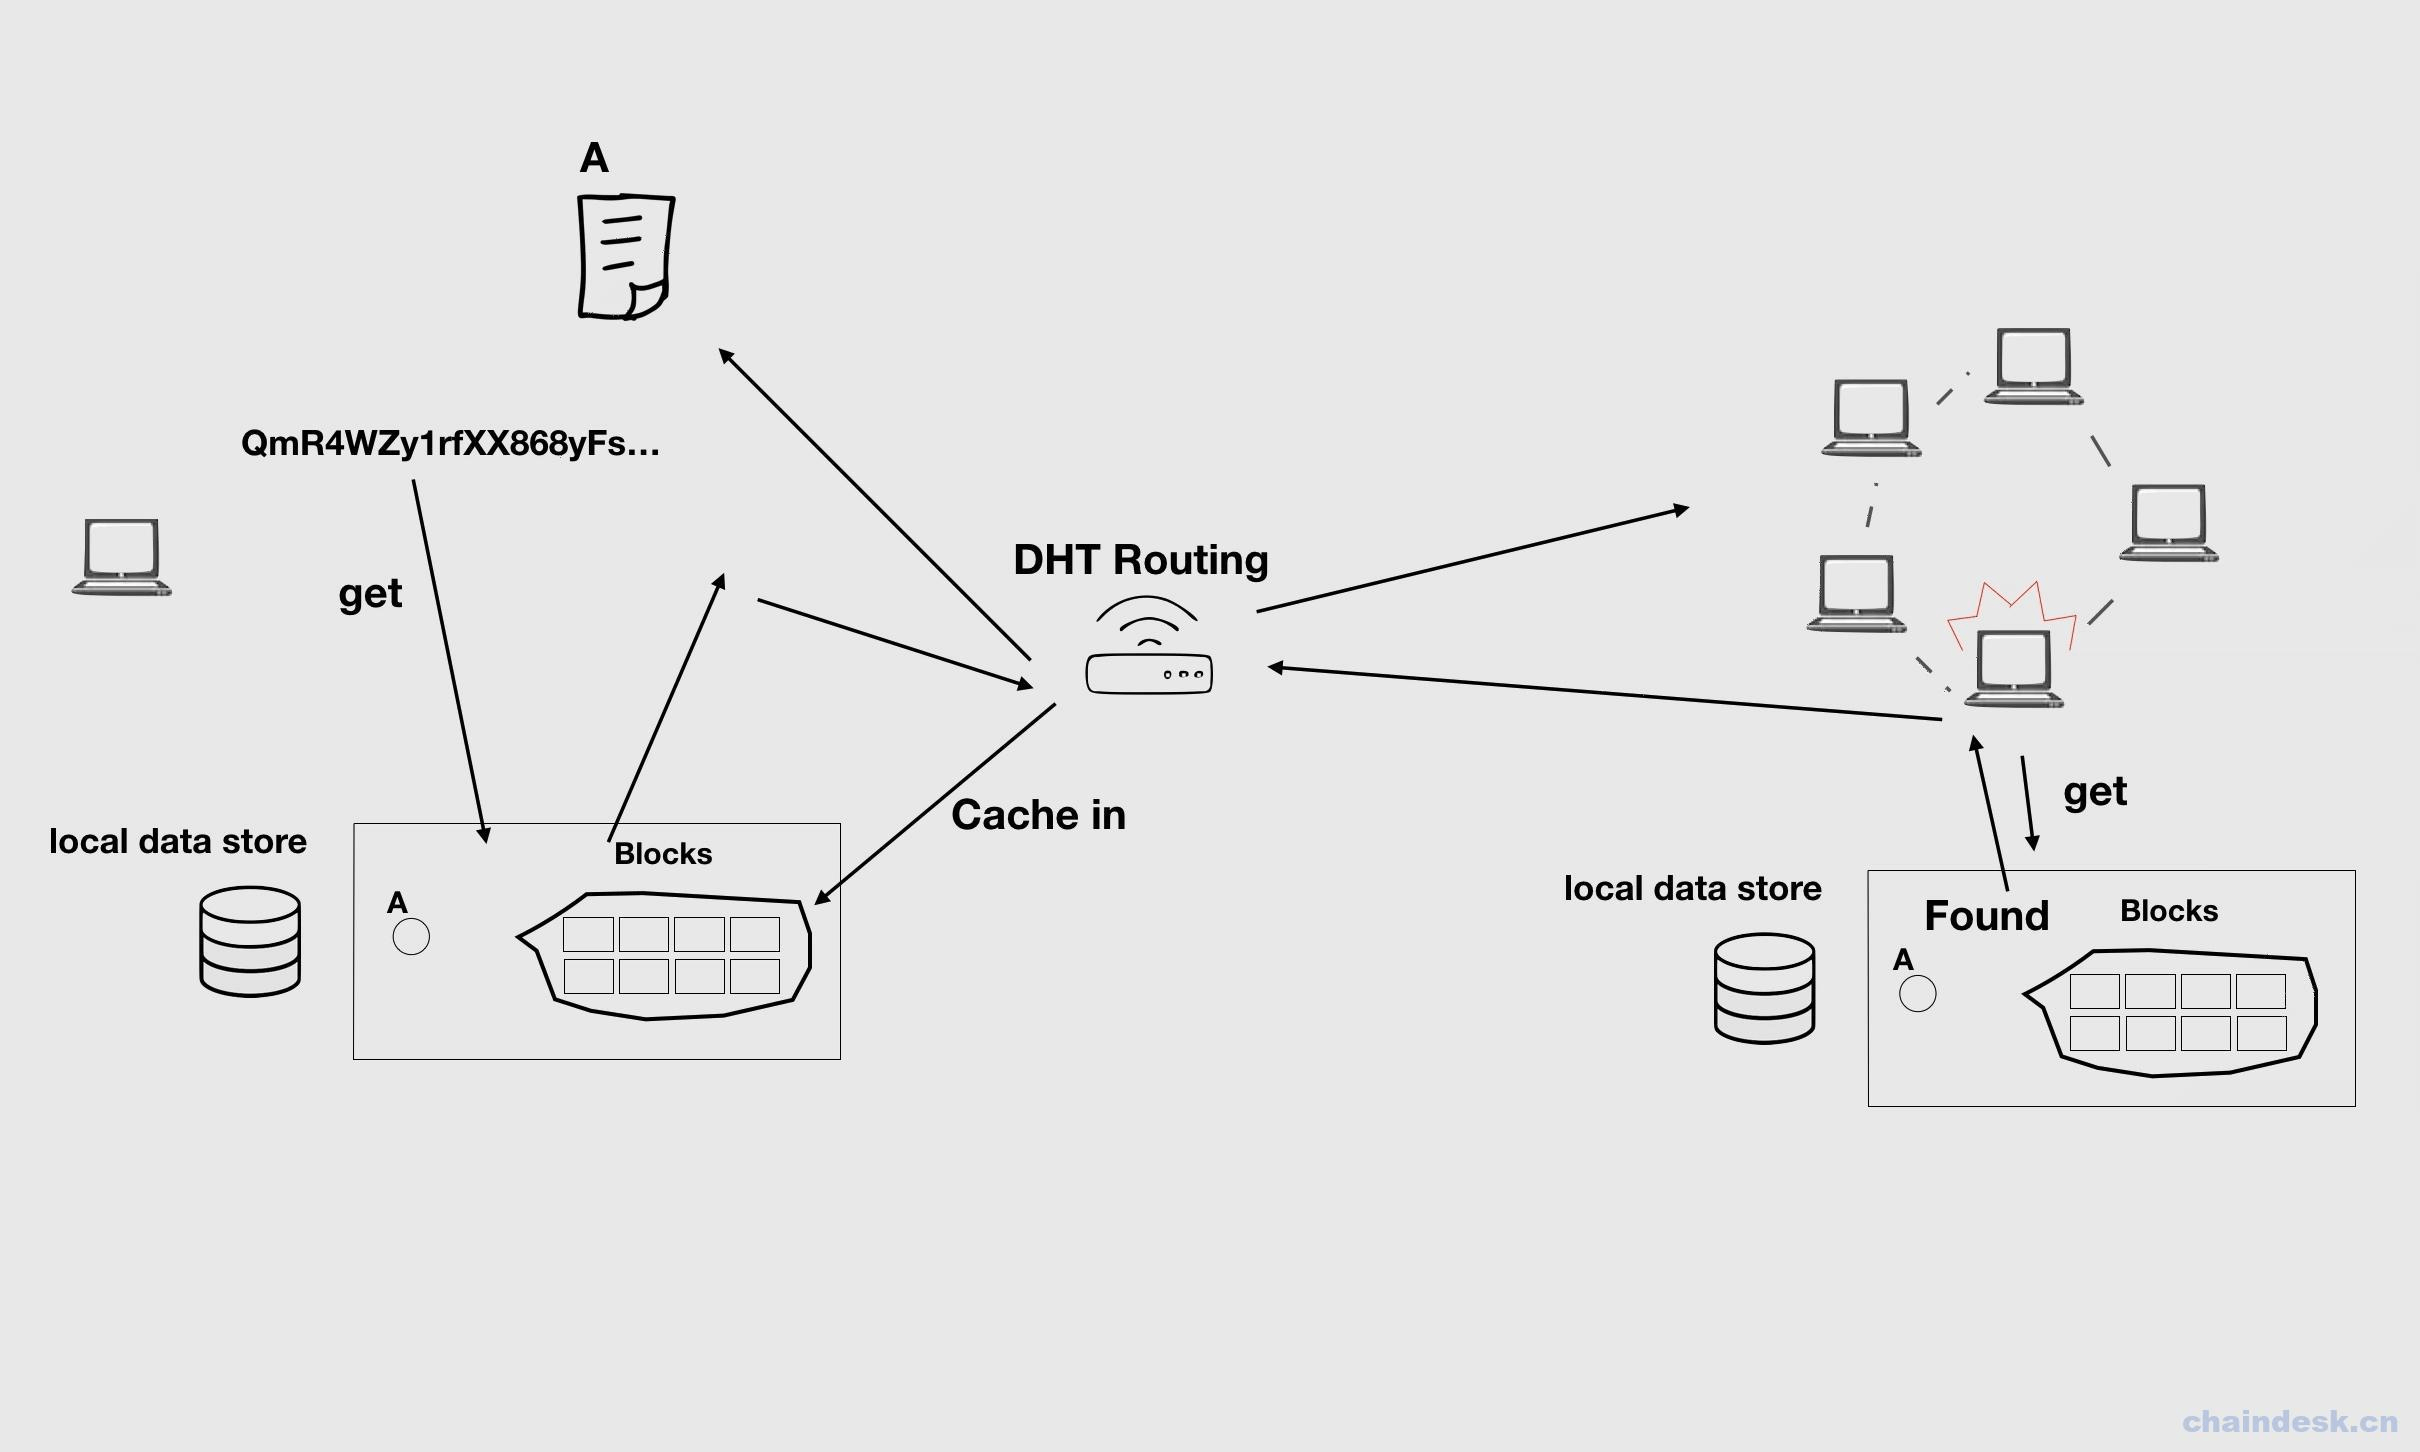 A
QmR4WZy1rfXX868yFs...
get
DHT Routing
local data store
Blocks
A
Cache in
get
local data store
Found
Blocks
A
chaindesk.cn